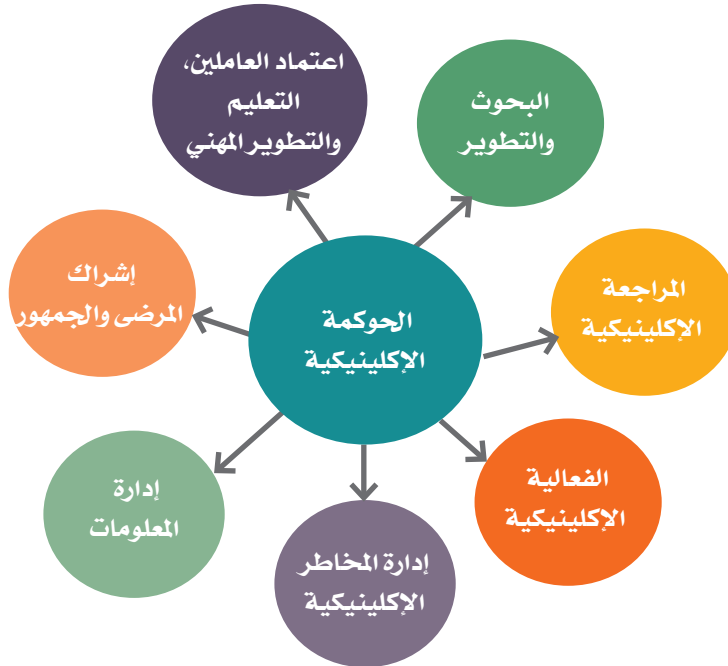 اعتماد العاملين،
التعليم
والتطوير المهني
البحوث
والتطوير
إشراك
المرضى والجمهور
الحوكمة
الإكلينيكية
المراجعة
الإكلينيكية
إدارة
المعلومات
إدارة المخاطر
الإكلينيكية
الفعالية
الإكلينيكية